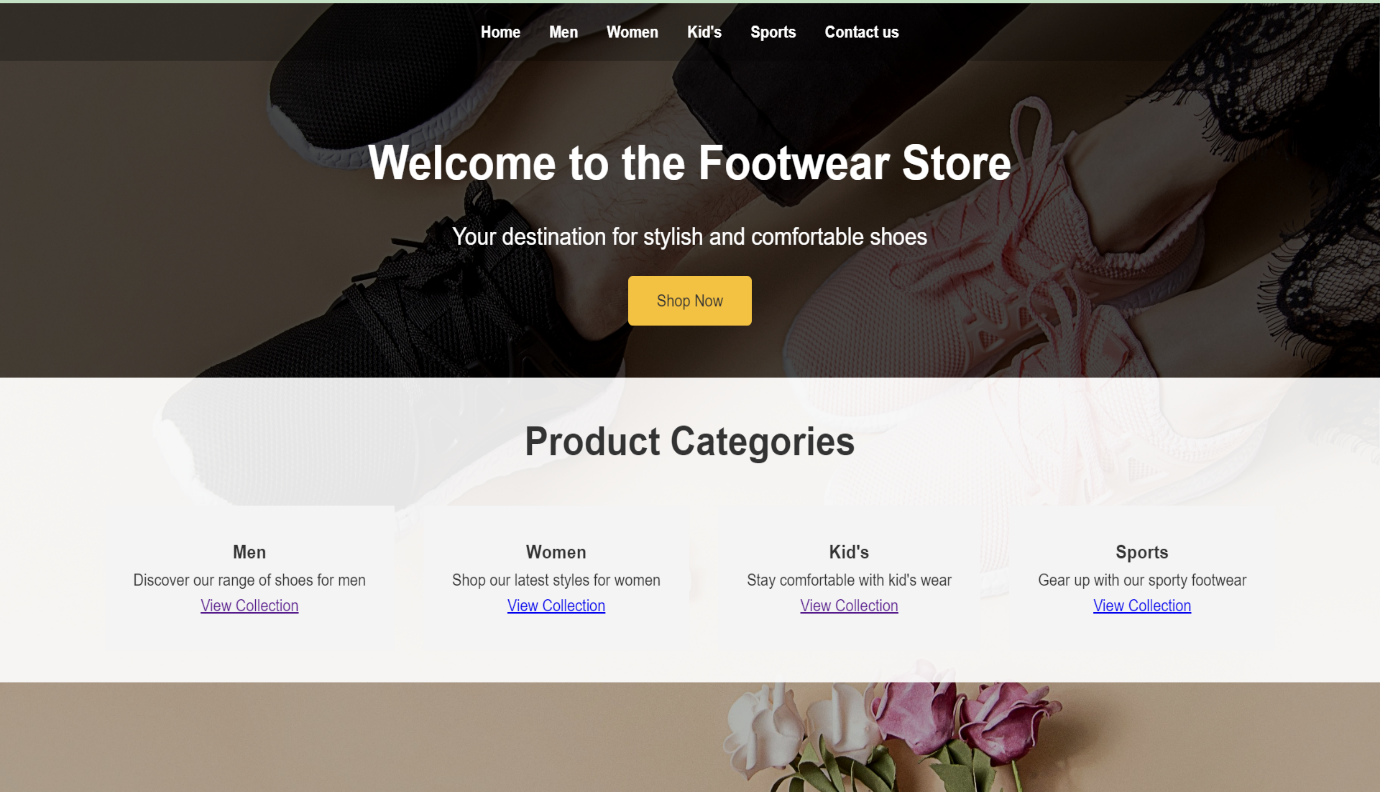 Home Men Women Kid's Sports Contact us
Welcome to the Footwear Store
Your destination for stylish and comfortable shoes
Shop Now
Product Categories
Men
Discover our range of shoes for men
View Collection
Women
Shop our latest styles for women
View Collection
Kid's
Stay comfortable with kid's wear
View Collection
Sports
Gear up with our sporty footwear
View Collection